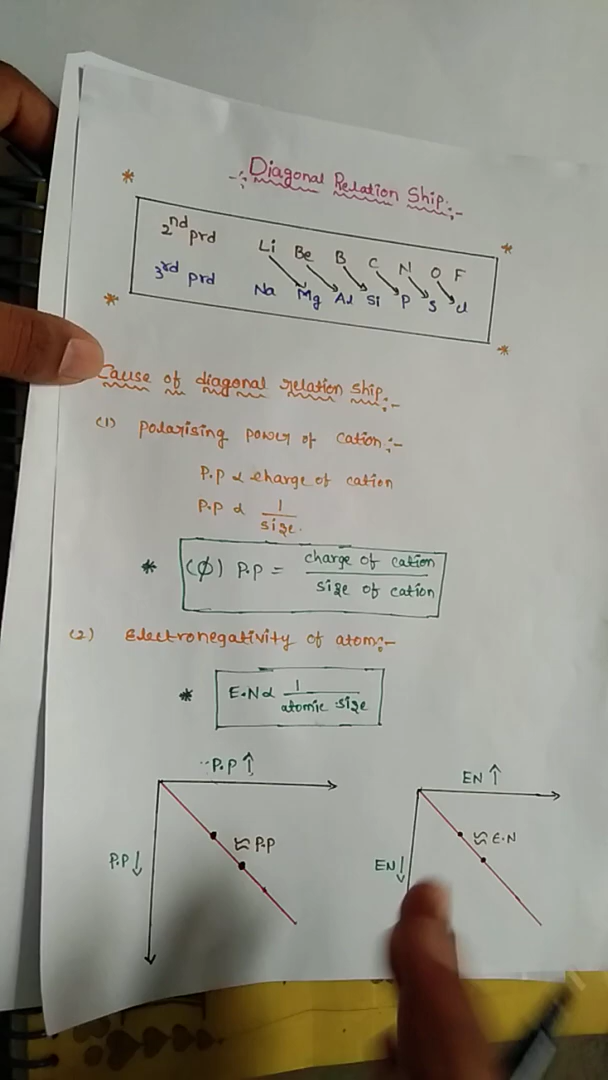 -:Diagonal Relation Ship:-
2nd prd Li Be B C N O F
3rd prd Na Mg Al Si P S Cl
Cause of diagonal relation ship:-
(1) polarising power of cation:-
P.P α charge of cation
P.P α 1/size.
* (ϕ) P.P = charge of cation/size of cation
(2) Electronegativity of atom:-
* E.N α 1/atomic size
P.P ↑
EN ↑
≈ P.P
≈ E.N
P.P ↓
EN ↓